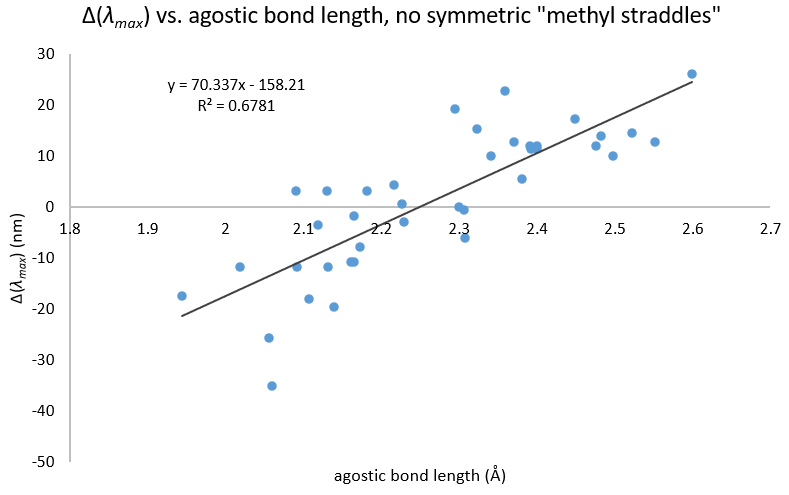 Δ(λmax) vs. agostic bond length, no symmetric "methyl straddles"
y = 70.337x - 158.21
R² = 0.6781
30
20
10
0
-10
-20
-30
-40
-50
1.8 1.9 2 2.1 2.2 2.3 2.4 2.5 2.6 2.7
Δ(λmax) (nm)
agostic bond length (Å)